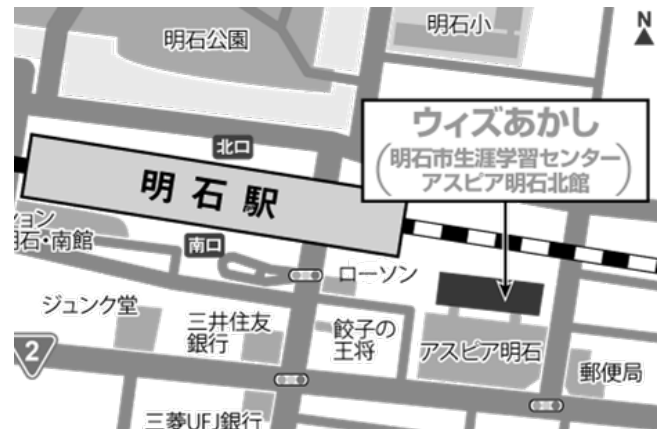 明石公園
明石小
N
北口
ウィズあかし
(明石市生涯学習センター
アスピア明石北館)
明石駅
ション
明石・南館
南口
ローソン
ジュンク堂
三井住友
銀行
餃子の
王将
アスピア明石
郵便局
2
三菱UFJ銀行